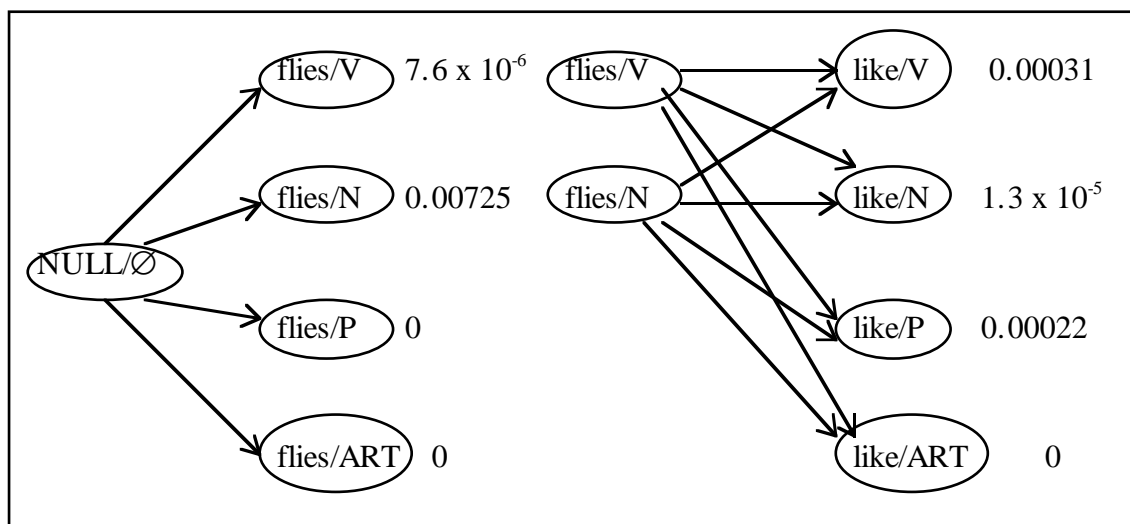 flies/V 7.6 x 10⁻⁶ flies/V like/V 0.00031
flies/N 0.00725 flies/N like/N 1.3 x 10⁻⁵
NULL/∅
flies/P 0 like/P 0.00022
flies/ART 0 like/ART 0